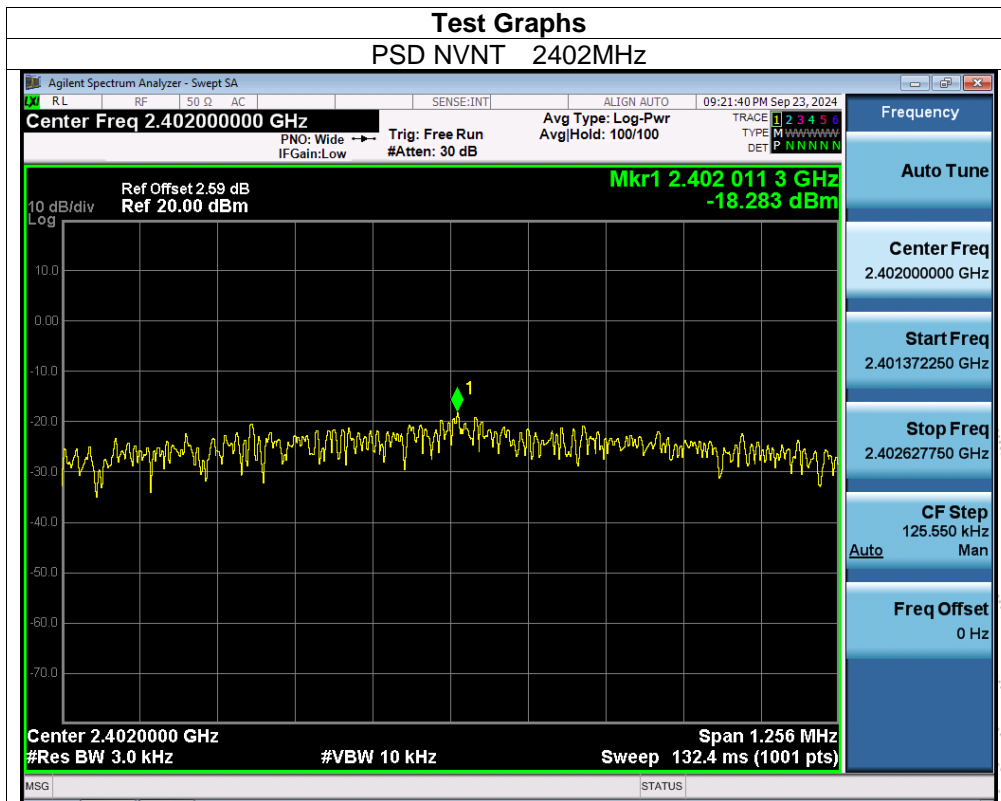 Test Graphs
PSD NVNT 2402MHz
Agilent Spectrum Analyzer - Swept SA
LXI RL RF 50 Ω AC SENSE:INT ALIGN AUTO 09:21:40 PM Sep 23, 2024
Center Freq 2.402000000 GHz
PNO: Wide
IFGain:Low
Trig: Free Run
#Atten: 30 dB
Avg Type: Log-Pwr
Avg|Hold: 100/100
TRACE 1 2 3 4 5 6
TYPE M WWWWW
DET P N N N N N
Ref Offset 2.59 dB
Ref 20.00 dBm
10 dB/div
Log
Mkr1 2.402 011 3 GHz
-18.283 dBm
10.0
0.00
-10.0
-20.0
-30.0
-40.0
-50.0
-60.0
-70.0
1
Center 2.4020000 GHz
#Res BW 3.0 kHz
#VBW 10 kHz
Span 1.256 MHz
Sweep 132.4 ms (1001 pts)
MSG
STATUS
Frequency
Auto Tune
Center Freq
2.402000000 GHz
Start Freq
2.401372250 GHz
Stop Freq
2.402627750 GHz
CF Step
125.550 kHz
Auto Man
Freq Offset
0 Hz